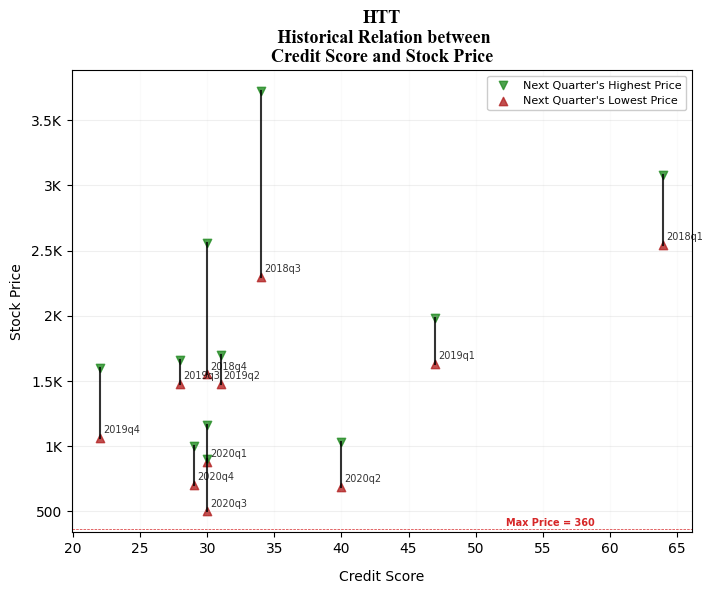 HTT
Historical Relation between
Credit Score and Stock Price
Next Quarter's Highest Price
Next Quarter's Lowest Price
3.5K
3K
2.5K
2K
1.5K
1K
500
Stock Price
2018q1
2018q3
2019q1
2018q4
2019q3
2019q2
2019q4
2020q1
2020q4
2020q2
2020q3
Max Price = 360
20 25 30 35 40 45 50 55 60 65
Credit Score